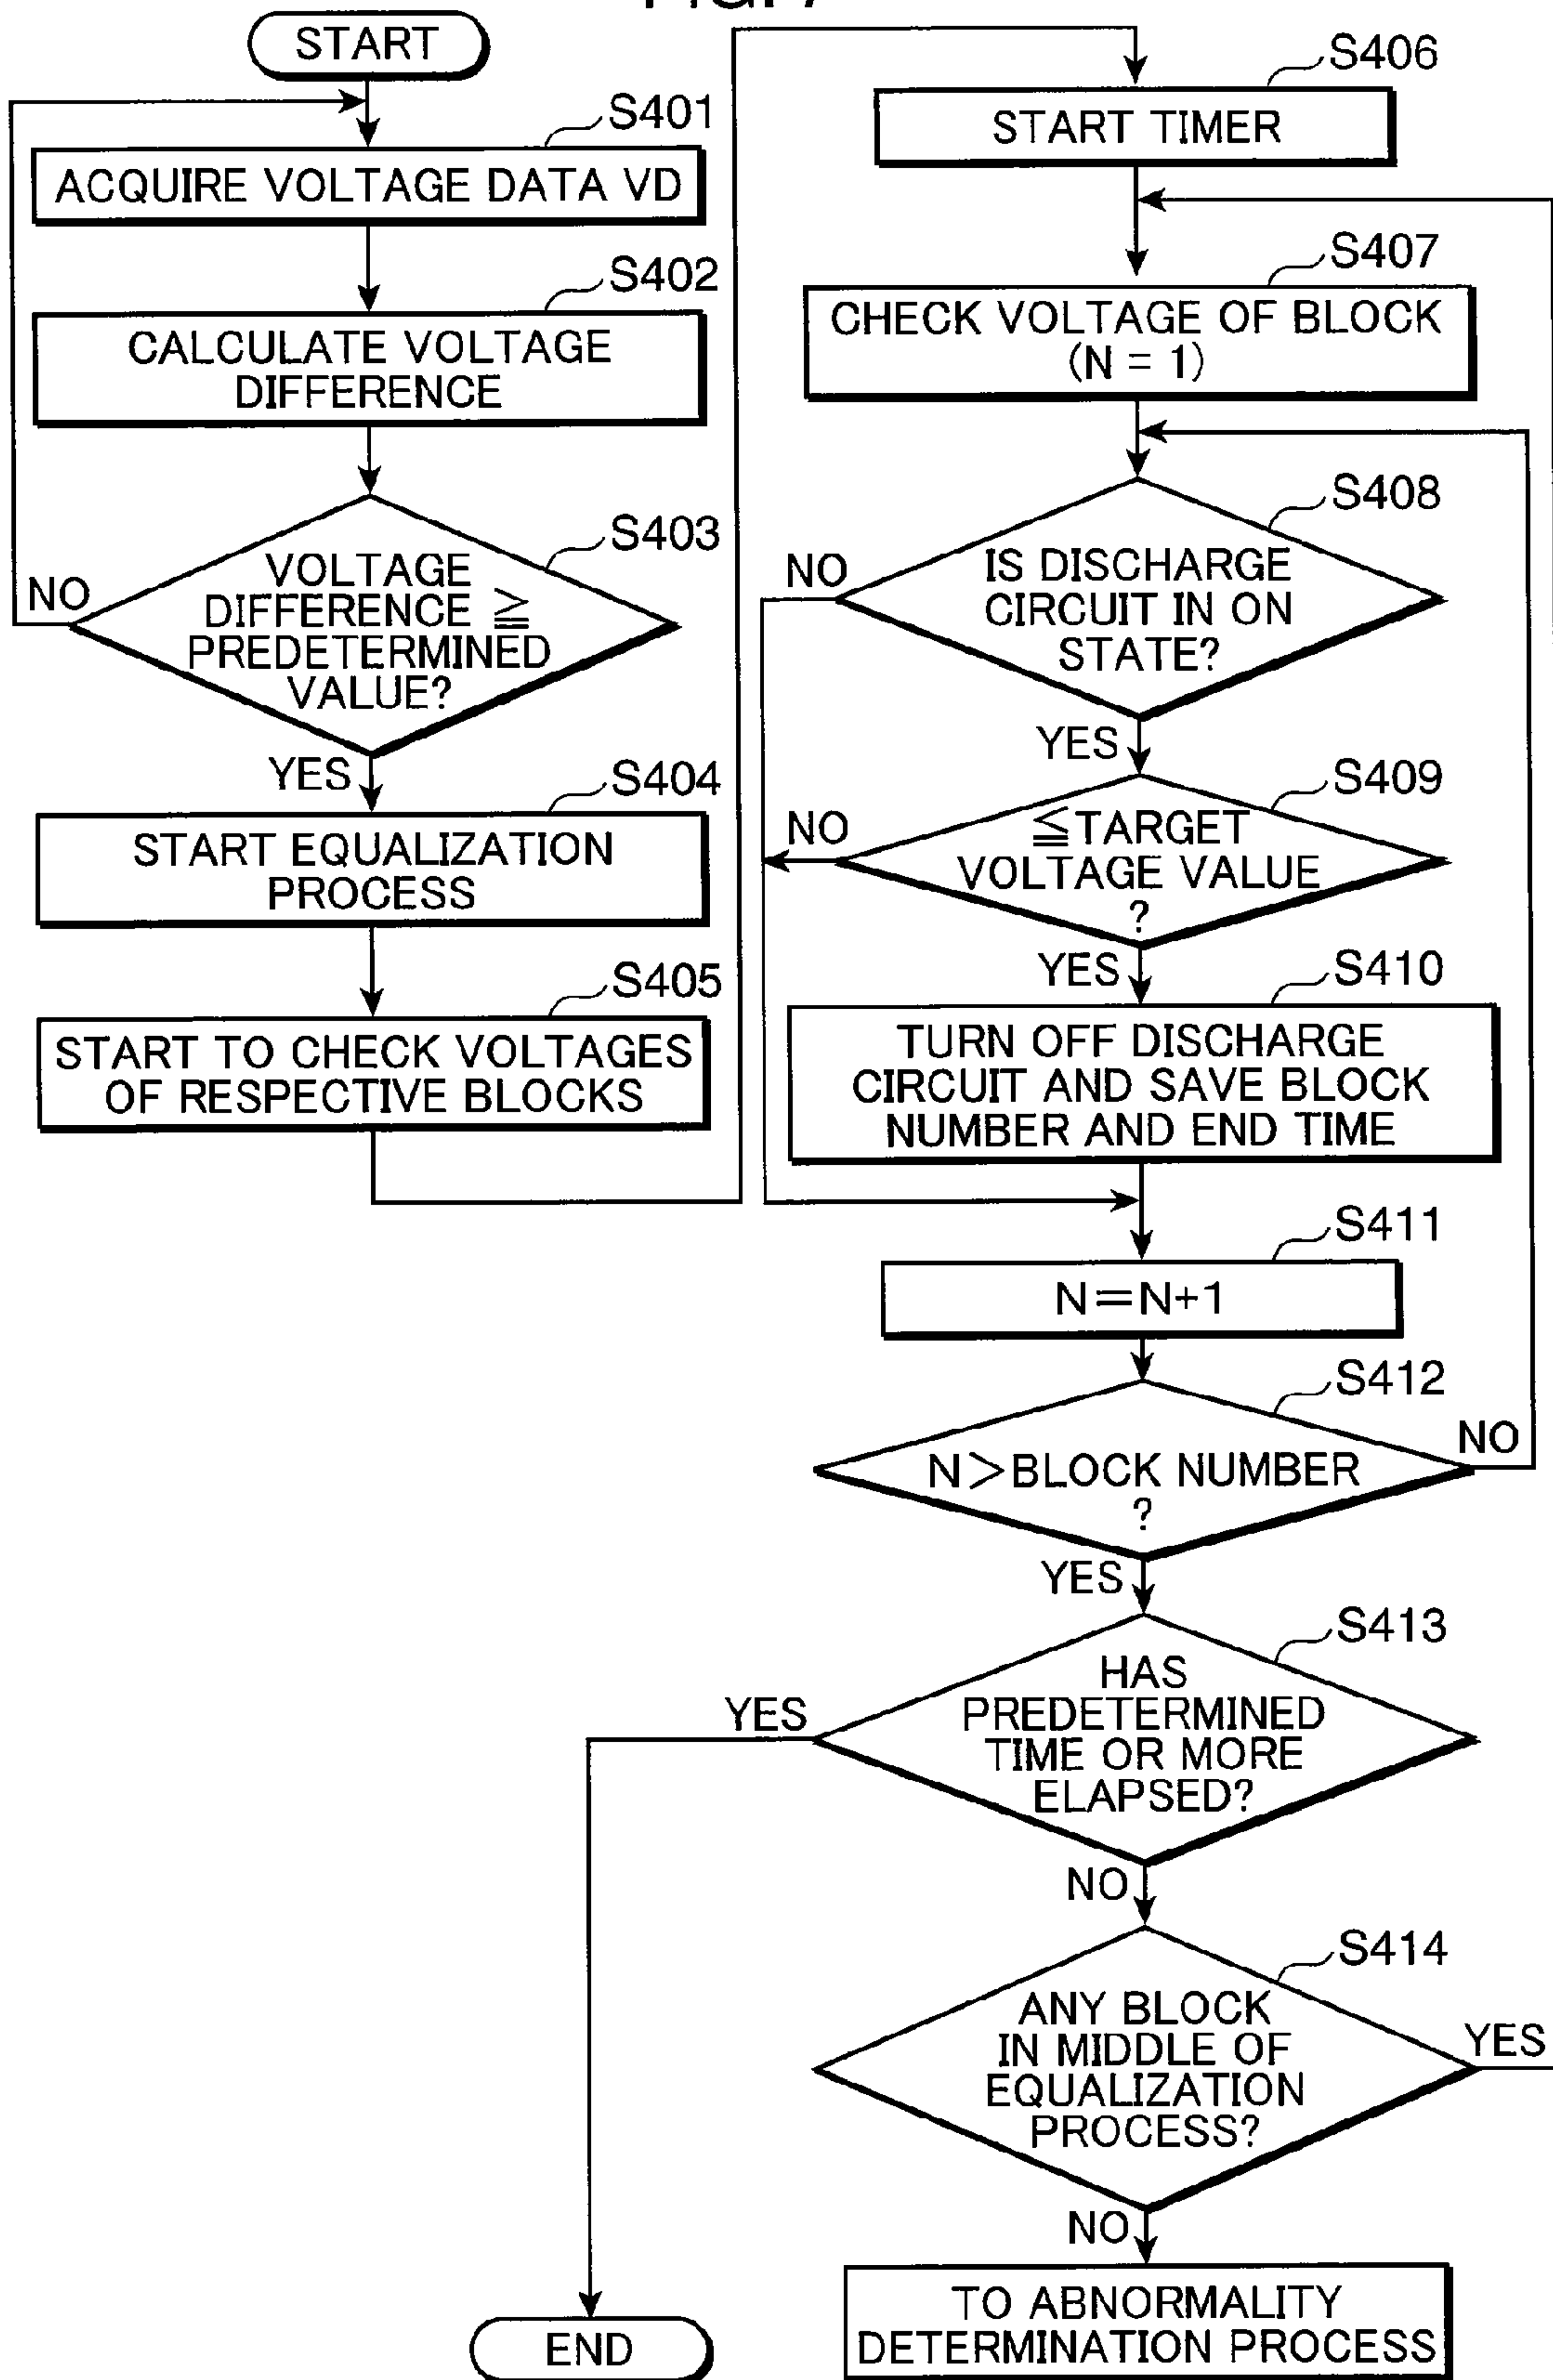 FIG. 7
START
S401
ACQUIRE VOLTAGE DATA VD
S402
CALCULATE VOLTAGE
DIFFERENCE
S403
VOLTAGE
DIFFERENCE ≧
PREDETERMINED
VALUE?
NO
YES
S404
START EQUALIZATION
PROCESS
S405
START TO CHECK VOLTAGES
OF RESPECTIVE BLOCKS
S406
START TIMER
S407
CHECK VOLTAGE OF BLOCK
(N = 1)
S408
IS DISCHARGE
CIRCUIT IN ON
STATE?
NO
YES
S409
≦TARGET
VOLTAGE VALUE
?
NO
YES
S410
TURN OFF DISCHARGE
CIRCUIT AND SAVE BLOCK
NUMBER AND END TIME
S411
N=N+1
S412
N>BLOCK NUMBER
?
NO
YES
S413
HAS
PREDETERMINED
TIME OR MORE
ELAPSED?
YES
NO
S414
ANY BLOCK
IN MIDDLE OF
EQUALIZATION
PROCESS?
YES
NO
TO ABNORMALITY
DETERMINATION PROCESS
END